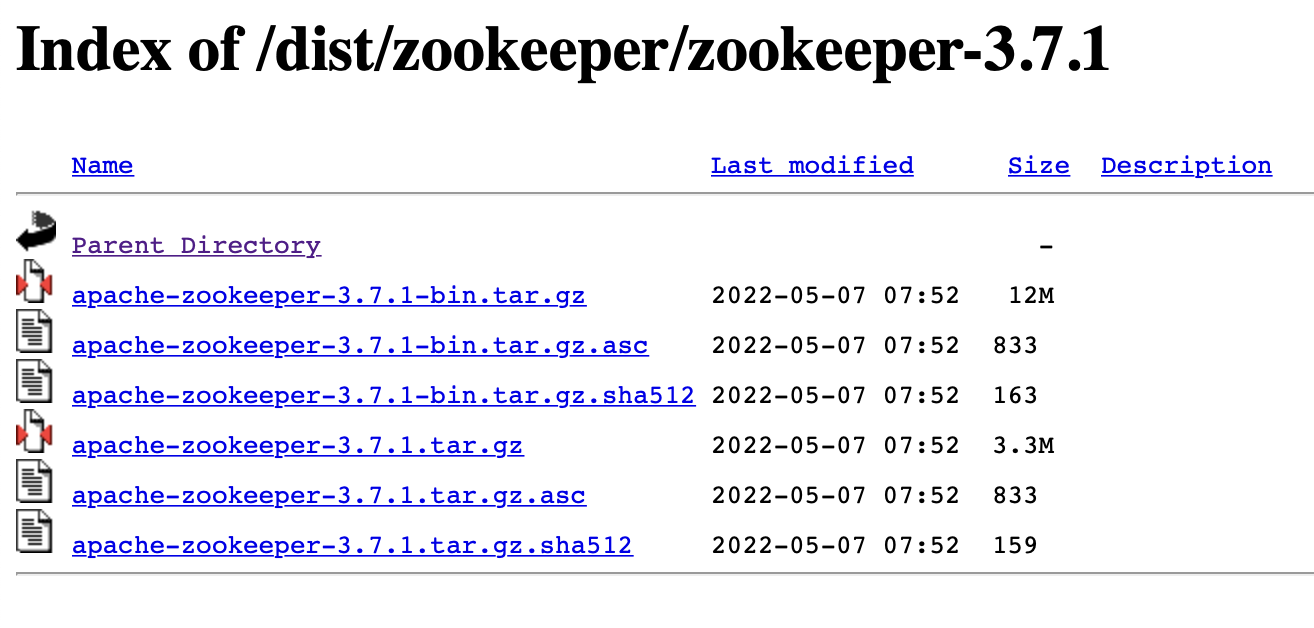 Index of /dist/zookeeper/zookeeper-3.7.1
Name Last modified Size Description
Parent Directory -
apache-zookeeper-3.7.1-bin.tar.gz 2022-05-07 07:52 12M
apache-zookeeper-3.7.1-bin.tar.gz.asc 2022-05-07 07:52 833
apache-zookeeper-3.7.1-bin.tar.gz.sha512 2022-05-07 07:52 163
apache-zookeeper-3.7.1.tar.gz 2022-05-07 07:52 3.3M
apache-zookeeper-3.7.1.tar.gz.asc 2022-05-07 07:52 833
apache-zookeeper-3.7.1.tar.gz.sha512 2022-05-07 07:52 159